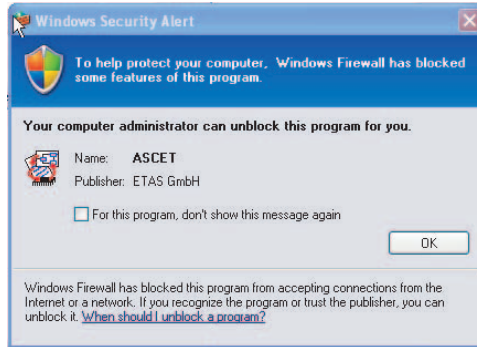 Windows Security Alert
To help protect your computer, Windows Firewall has blocked
some features of this program.
Your computer administrator can unblock this program for you.
Name: ASCET
Publisher: ETAS GmbH
For this program, don't show this message again
OK
Windows Firewall has blocked this program from accepting connections from the
Internet or a network. If you recognize the program or trust the publisher, you can
unblock it. When should I unblock a program?